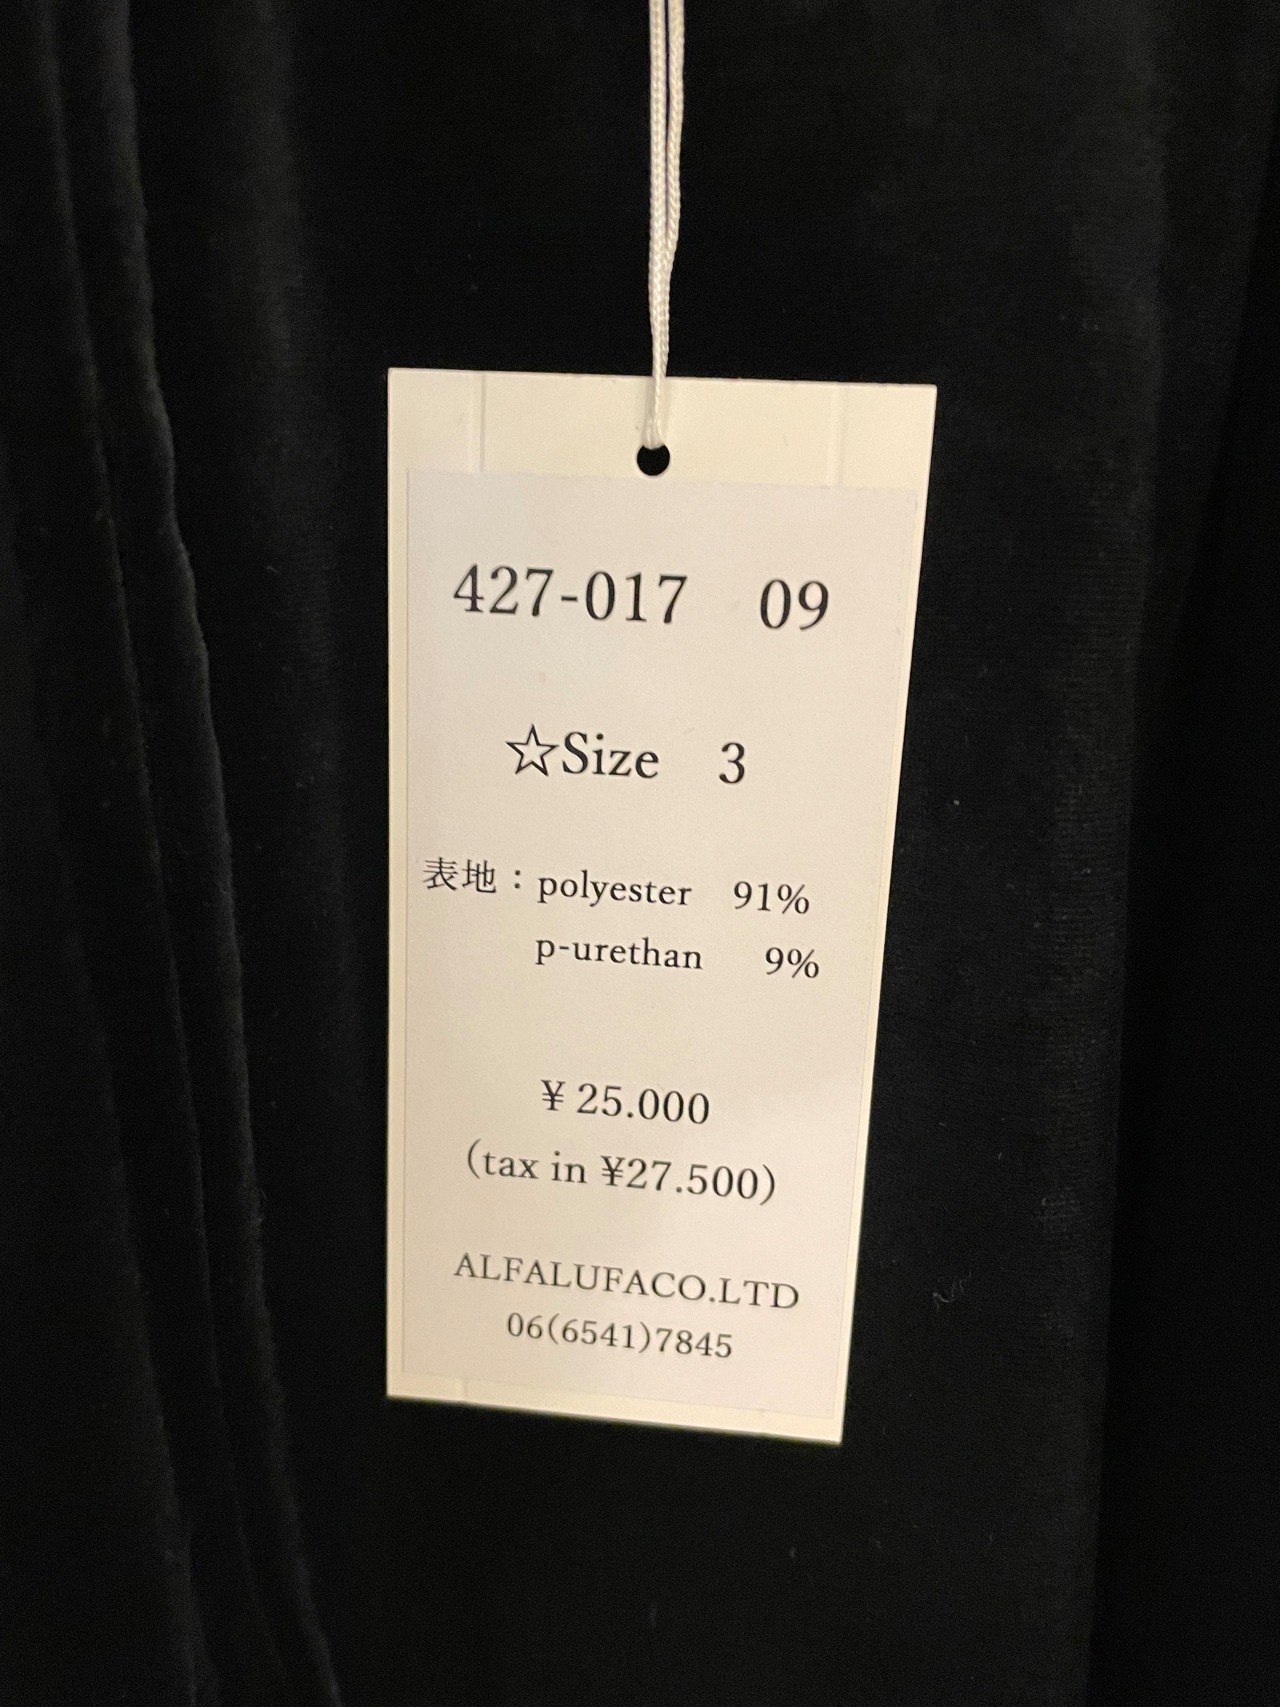 427-017 09
☆Size 3
表地：polyester 91%
p-urethan 9%
¥ 25.000
(tax in ¥27.500)
ALFALUFACO.LTD
06(6541)7845